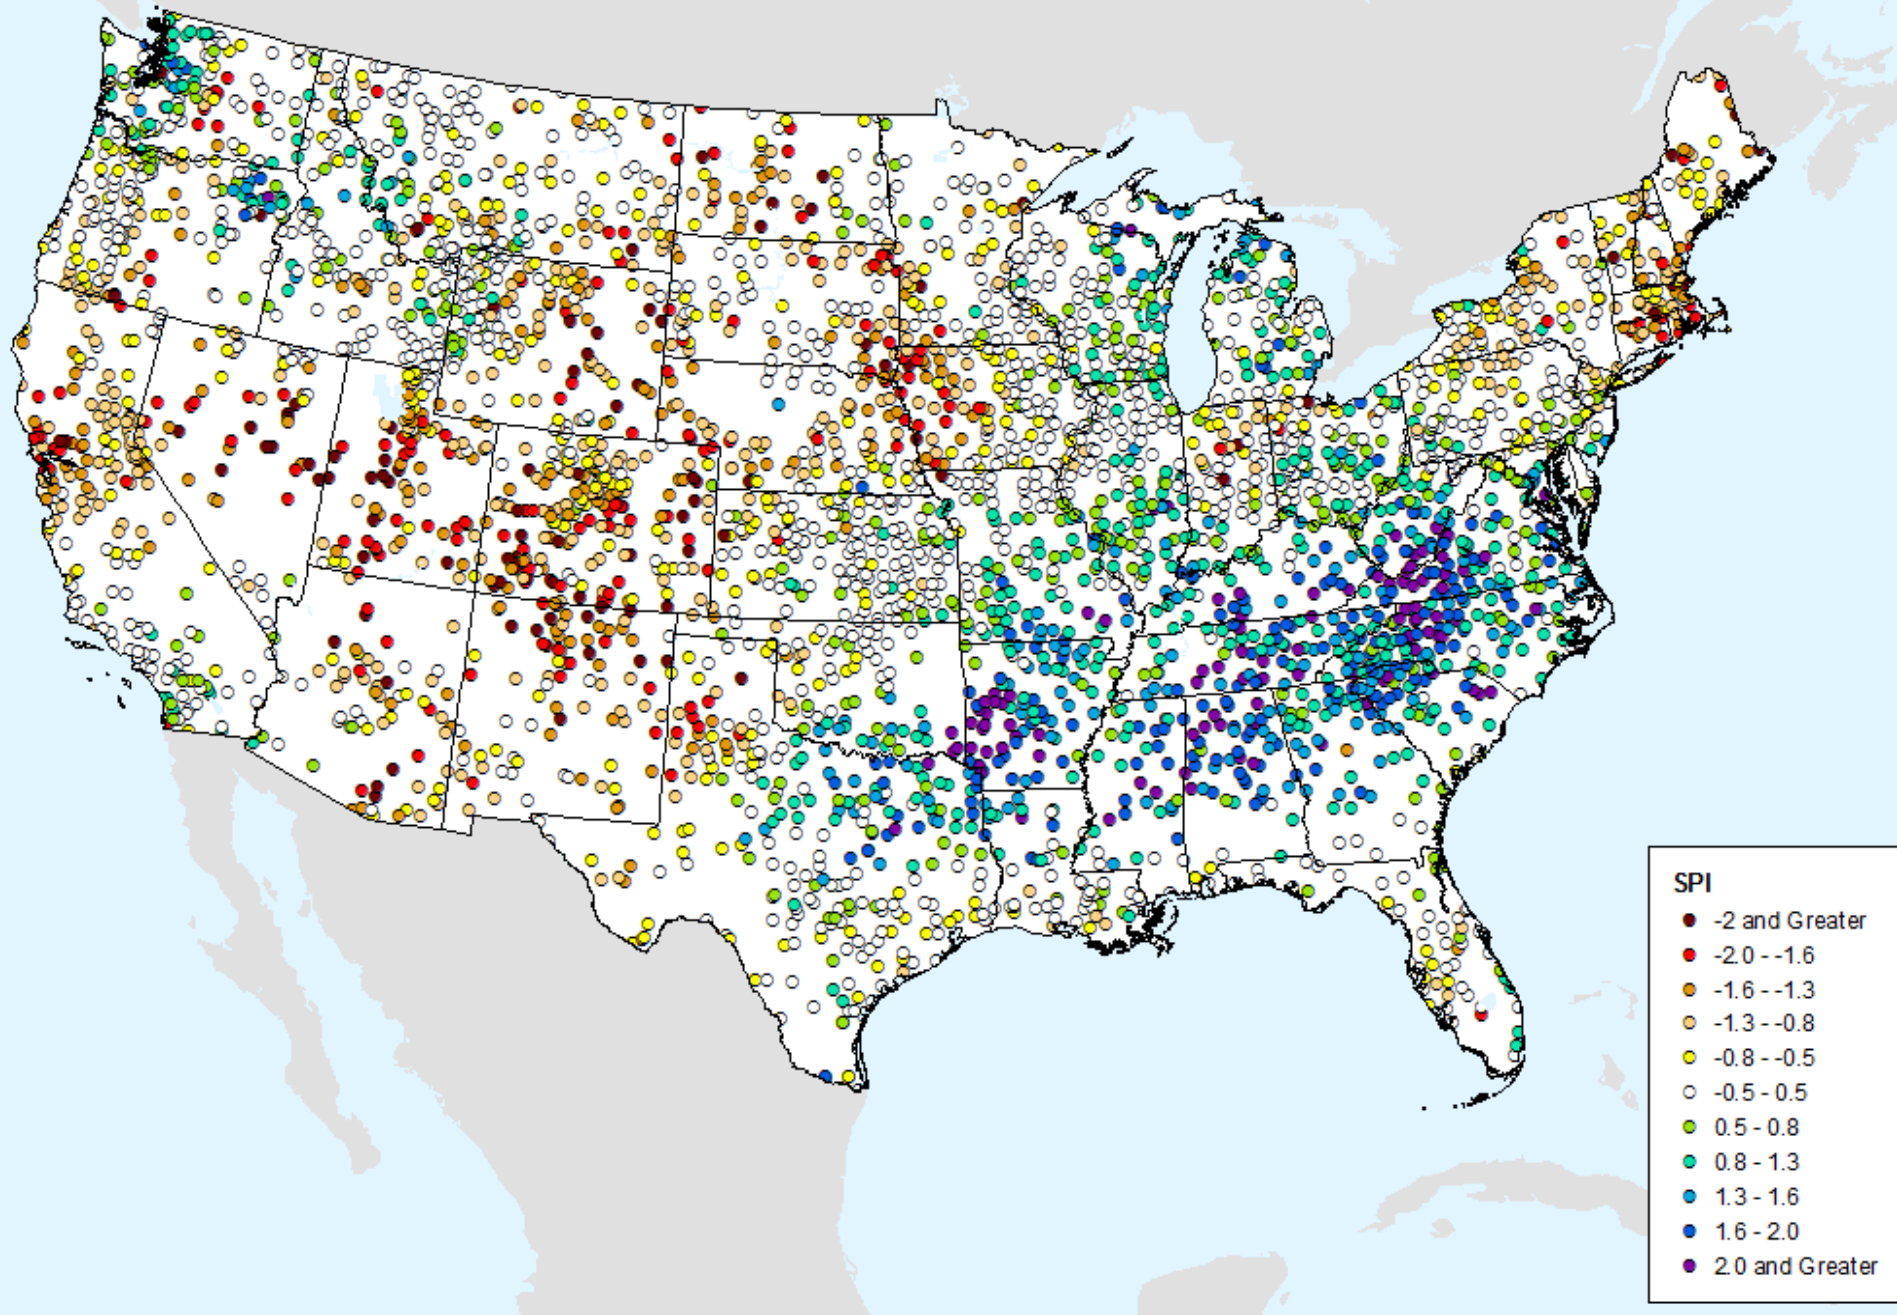 SPI
-2 and Greater
-2.0 - -1.6
-1.6 - -1.3
-1.3 - -0.8
-0.8 - -0.5
-0.5 - 0.5
0.5 - 0.8
0.8 - 1.3
1.3 - 1.6
1.6 - 2.0
2.0 and Greater